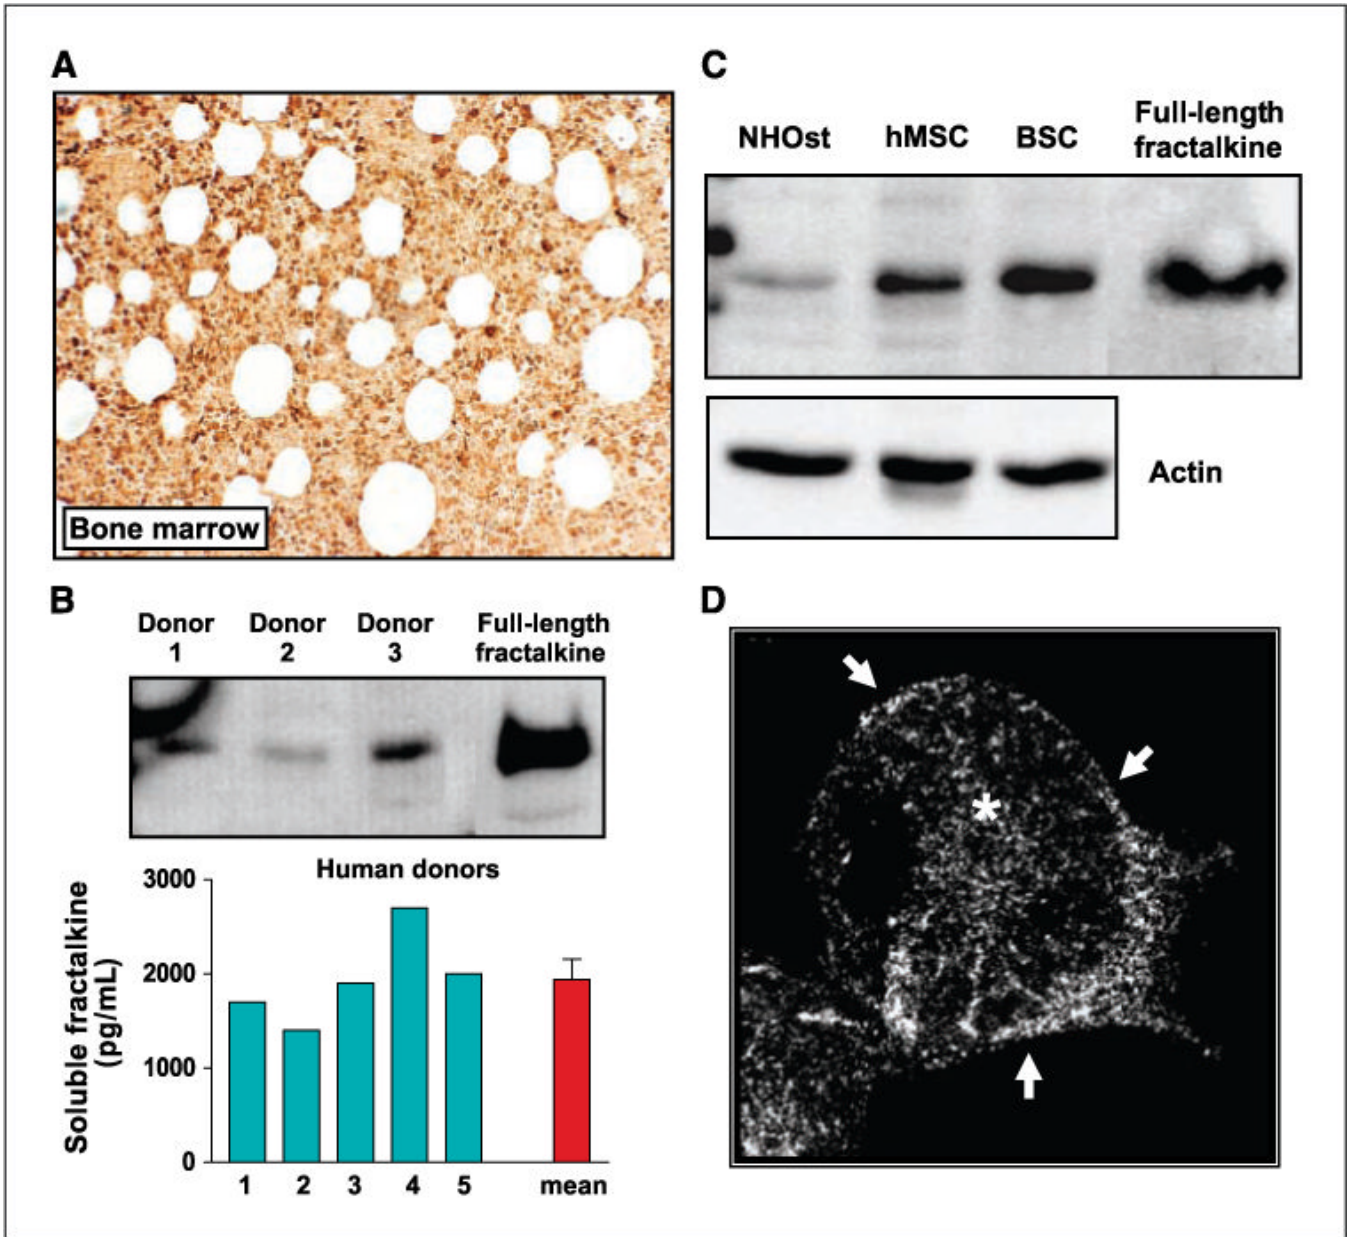 A
Bone marrow
B
Donor 1
Donor 2
Donor 3
Full-length
fractalkine
Human donors
Soluble fractalkine
(pg/mL)
3000
2000
1000
0
1 2 3 4 5 mean
C
NHOst hMSC BSC
Full-length
fractalkine
Actin
D
*